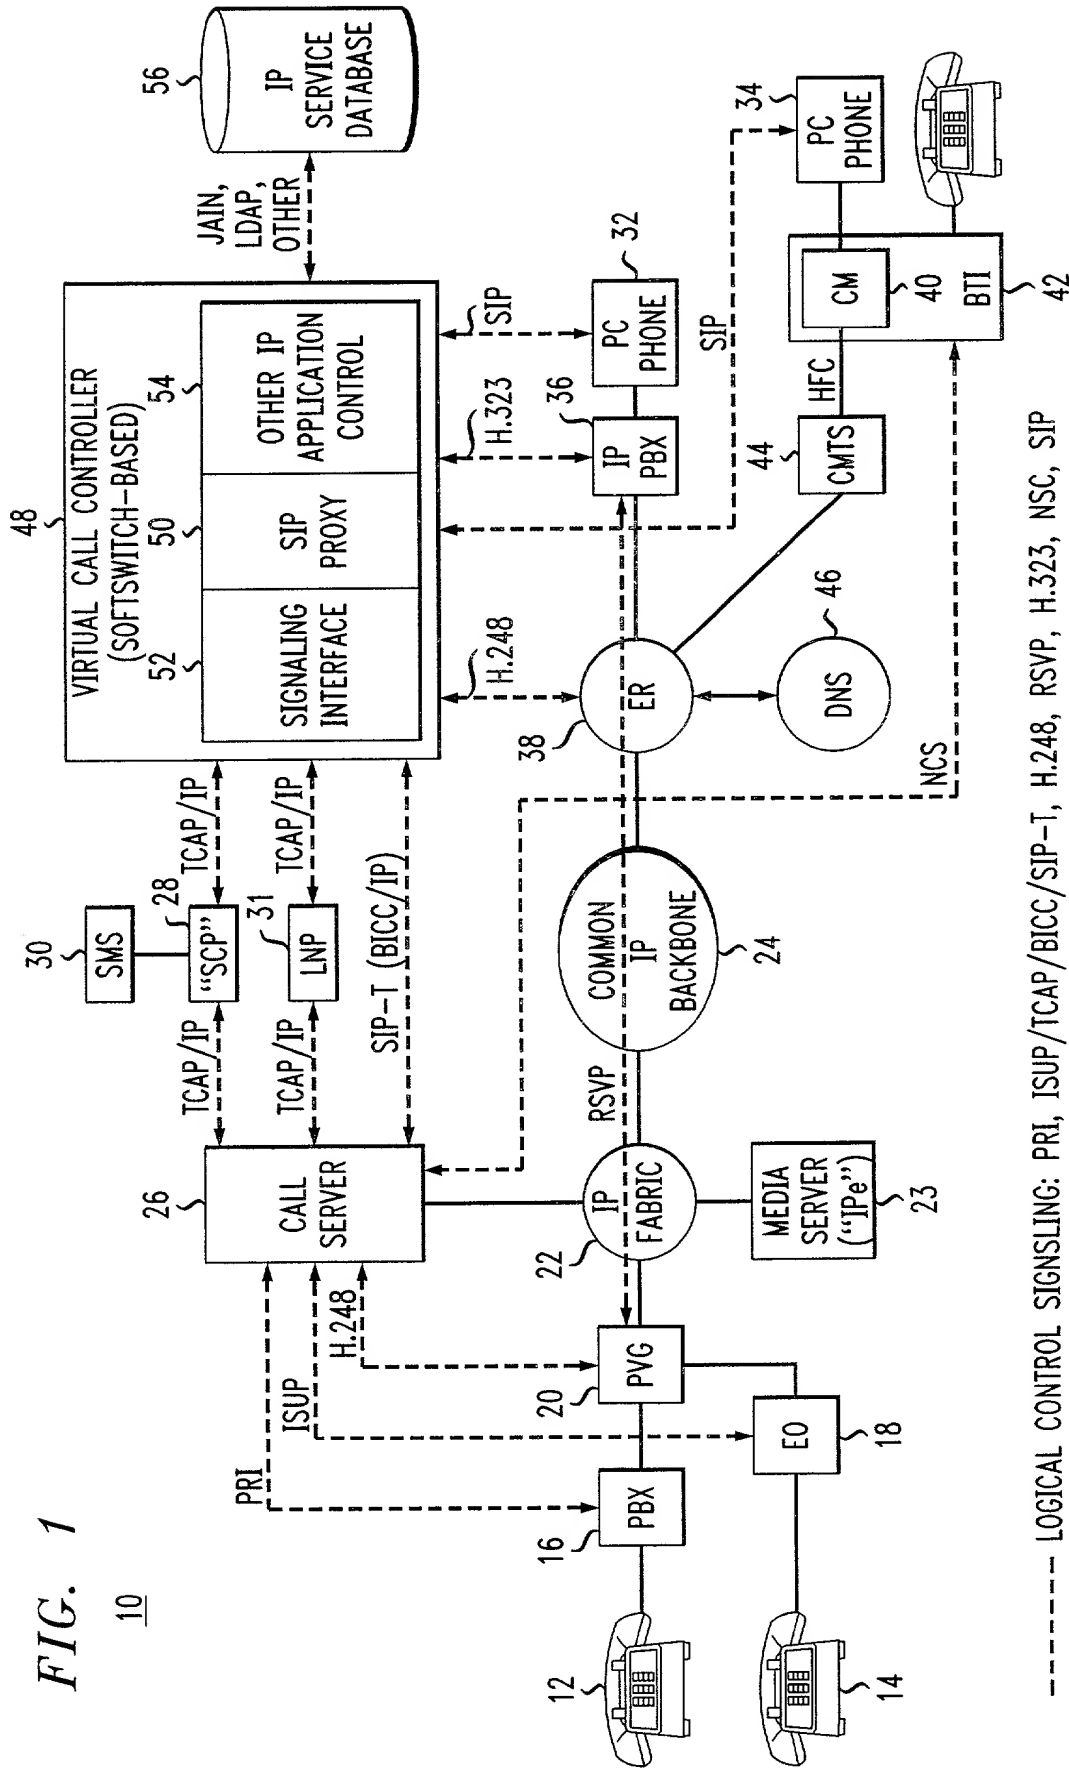 FIG. 1
10
48
VIRTUAL CALL CONTROLLER
(SOFTSWITCH-BASED)
52
50
54
SIGNALING
INTERFACE
SIP
PROXY
OTHER IP
APPLICATION
CONTROL
56
IP
SERVICE
DATABASE
JAIN,
LDAP,
OTHER
30
SMS
28
"SCP"
TCAP/IP
TCAP/IP
31
LNP
TCAP/IP
TCAP/IP
SIP-T (BICC/IP)
26
CALL
SERVER
PRI
ISUP
H.248
H.248
H.323
SIP
SIP
12
16
PBX
20
PVG
22
IP
FABRIC
RSVP
COMMON
IP
BACKBONE
24
38
ER
36
IP
PBX
32
PC
PHONE
34
PC
PHONE
14
EO
18
MEDIA
SERVER
("IPe")
23
NCS
46
DNS
44
CMTS
HFC
CM
40
BTI
42
LOGICAL CONTROL SIGNSLING: PRI, ISUP/TCAP/BICC/SIP-T, H.248, RSVP, H.323, NSC, SIP